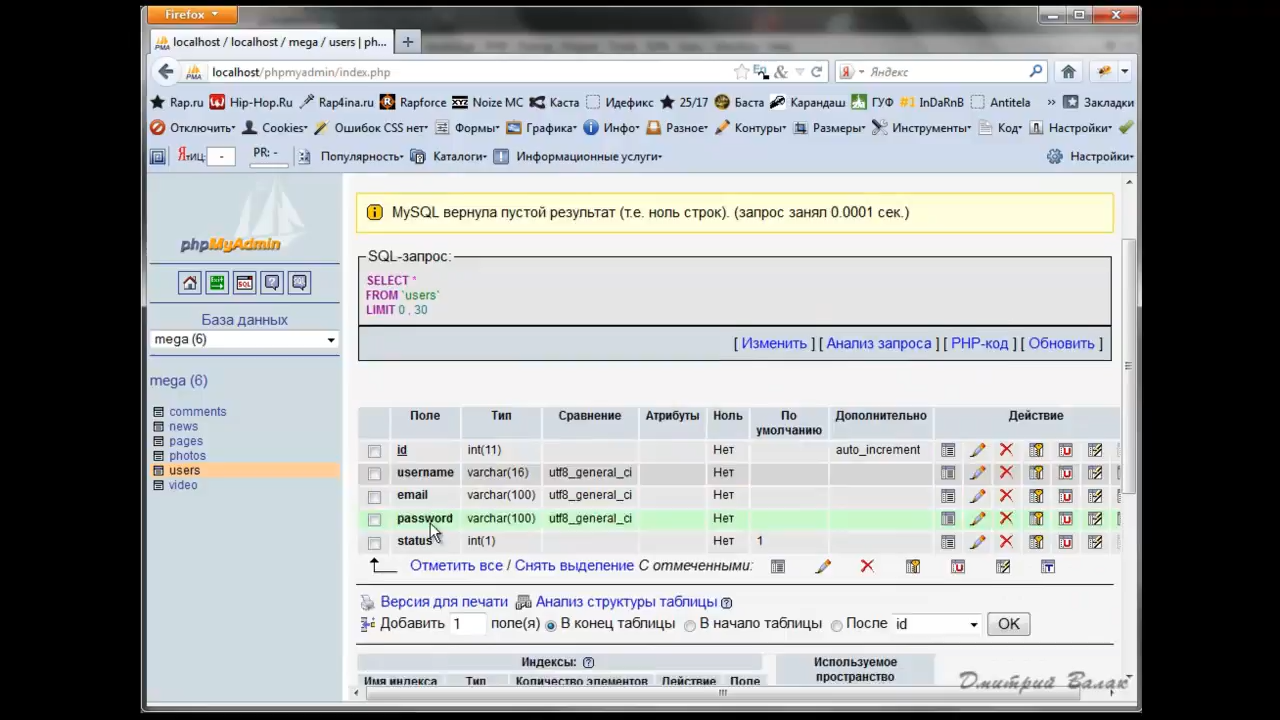 Firefox
localhost / localhost / mega / users | ph...
localhost/phpmyadmin/index.php
Яндекс
Rap.ru Hip-Hop.Ru Rap4ina.ru Rapforce Noize MC Каста Идефикс 25/17 Баста Карандаш ГУФ InDaRnB Antitela » Закладки
Отключить Cookies Ошибок CSS нет Формы Графика Инфо Разное Контуры Размеры Инструменты Код Настройки
Ятиц: - PR: - Популярность Каталоги Информационные услуги Настройки
phpMyAdmin
MySQL вернула пустой результат (т.е. ноль строк). (запрос занял 0.0001 сек.)
SQL-запрос:
SELECT *
FROM `users`
LIMIT 0 , 30
SQL
База данных
mega (6)
[ Изменить ] [ Анализ запроса ] [ PHP-код ] [ Обновить ]
mega (6)
comments
news
pages
photos
users
video
Поле Тип Сравнение Атрибуты Ноль По умолчанию Дополнительно Действие
id int(11) Нет auto_increment
username varchar(16) utf8_general_ci Нет
email varchar(100) utf8_general_ci Нет
password varchar(100) utf8_general_ci Нет
status int(1) Нет 1
Отметить все / Снять выделение С отмеченными:
Версия для печати Анализ структуры таблицы
Добавить 1 поле(я) В конец таблицы В начало таблицы После id OK
Индексы: Используемое пространство
Имя индекса Тип Количество элементов Действие Поле
Дмитрий Валак